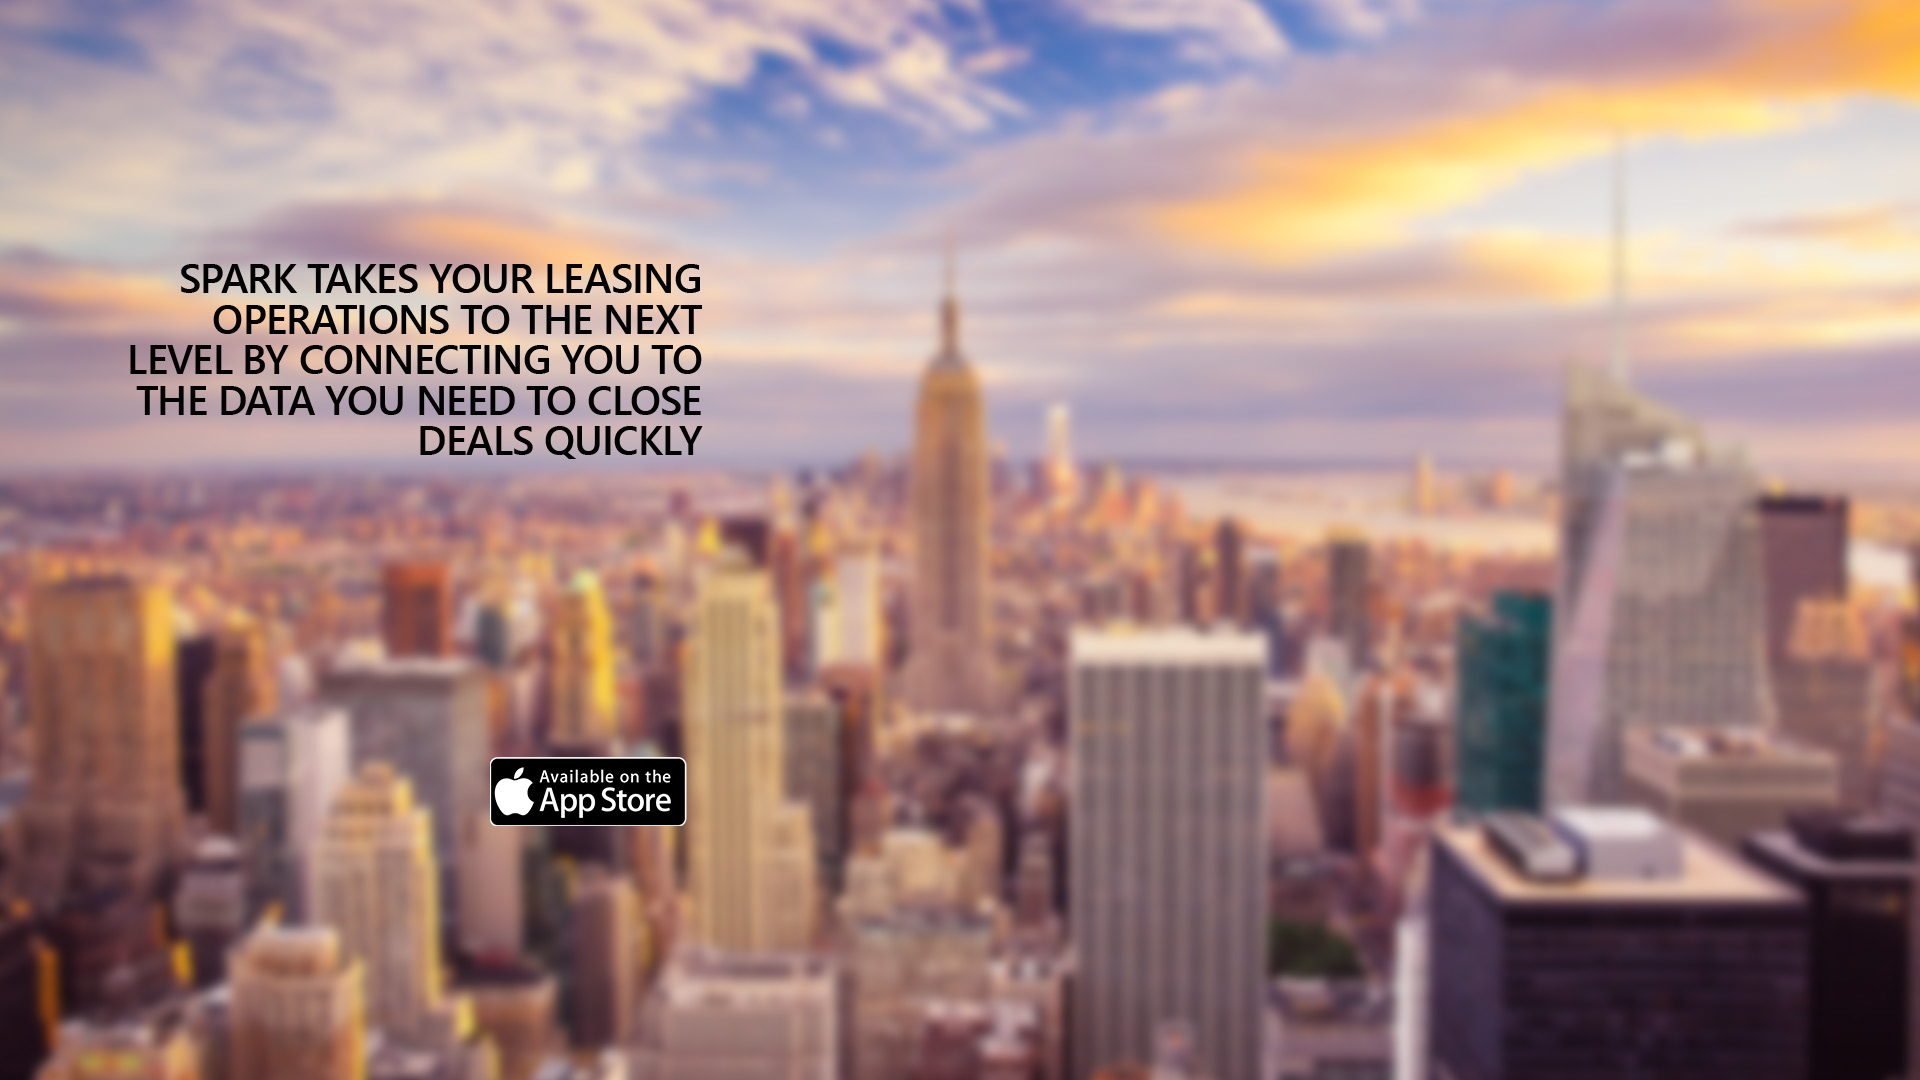 SPARK TAKES YOUR LEASING
OPERATIONS TO THE NEXT
LEVEL BY CONNECTING YOU TO
THE DATA YOU NEED TO CLOSE
DEALS QUICKLY
Available on the
App Store